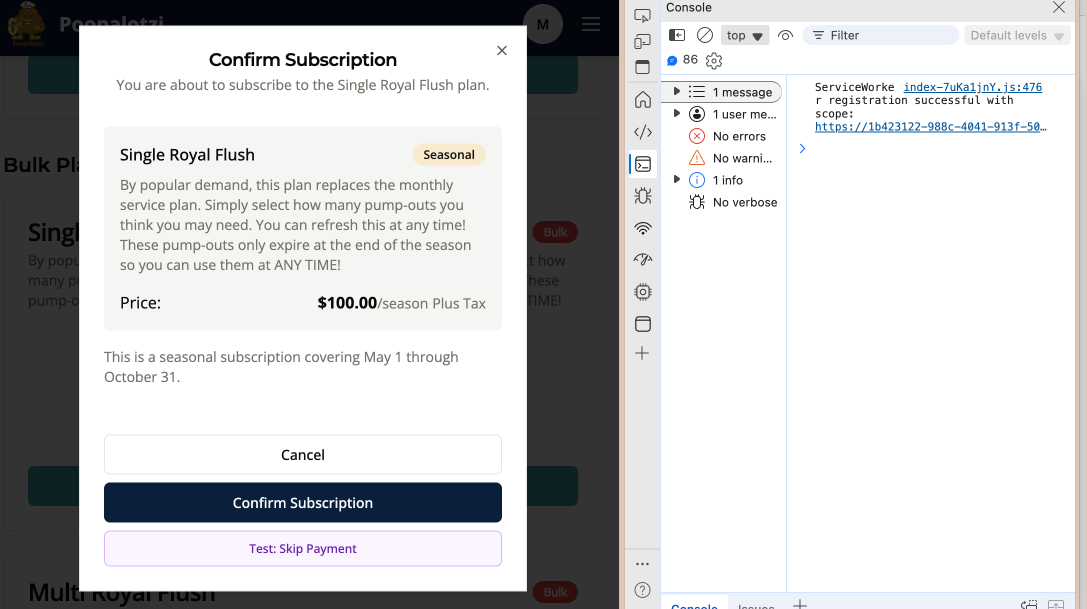 Poopalotzi
M
Confirm Subscription
You are about to subscribe to the Single Royal Flush plan.
Single Royal Flush
Seasonal
By popular demand, this plan replaces the monthly
service plan. Simply select how many pump-outs you
think you may need. You can refresh this at any time!
These pump-outs only expire at the end of the season
so you can use them at ANY TIME!
Price:
$100.00/season Plus Tax
This is a seasonal subscription covering May 1 through
October 31.
Cancel
Confirm Subscription
Test: Skip Payment
Bulk Pl
Singl
Bulk
By popu
ct how
many p
These
pump-o
TIME!
Multi Royal Flush
Bulk
Console
top
Filter
Default levels
86
1 message
1 user me...
No errors
No warni...
1 info
No verbose
ServiceWorke index-7uKa1jnY.js:476
r registration successful with
scope:
https://1b423122-988c-4041-913f-50…
Console
Issues